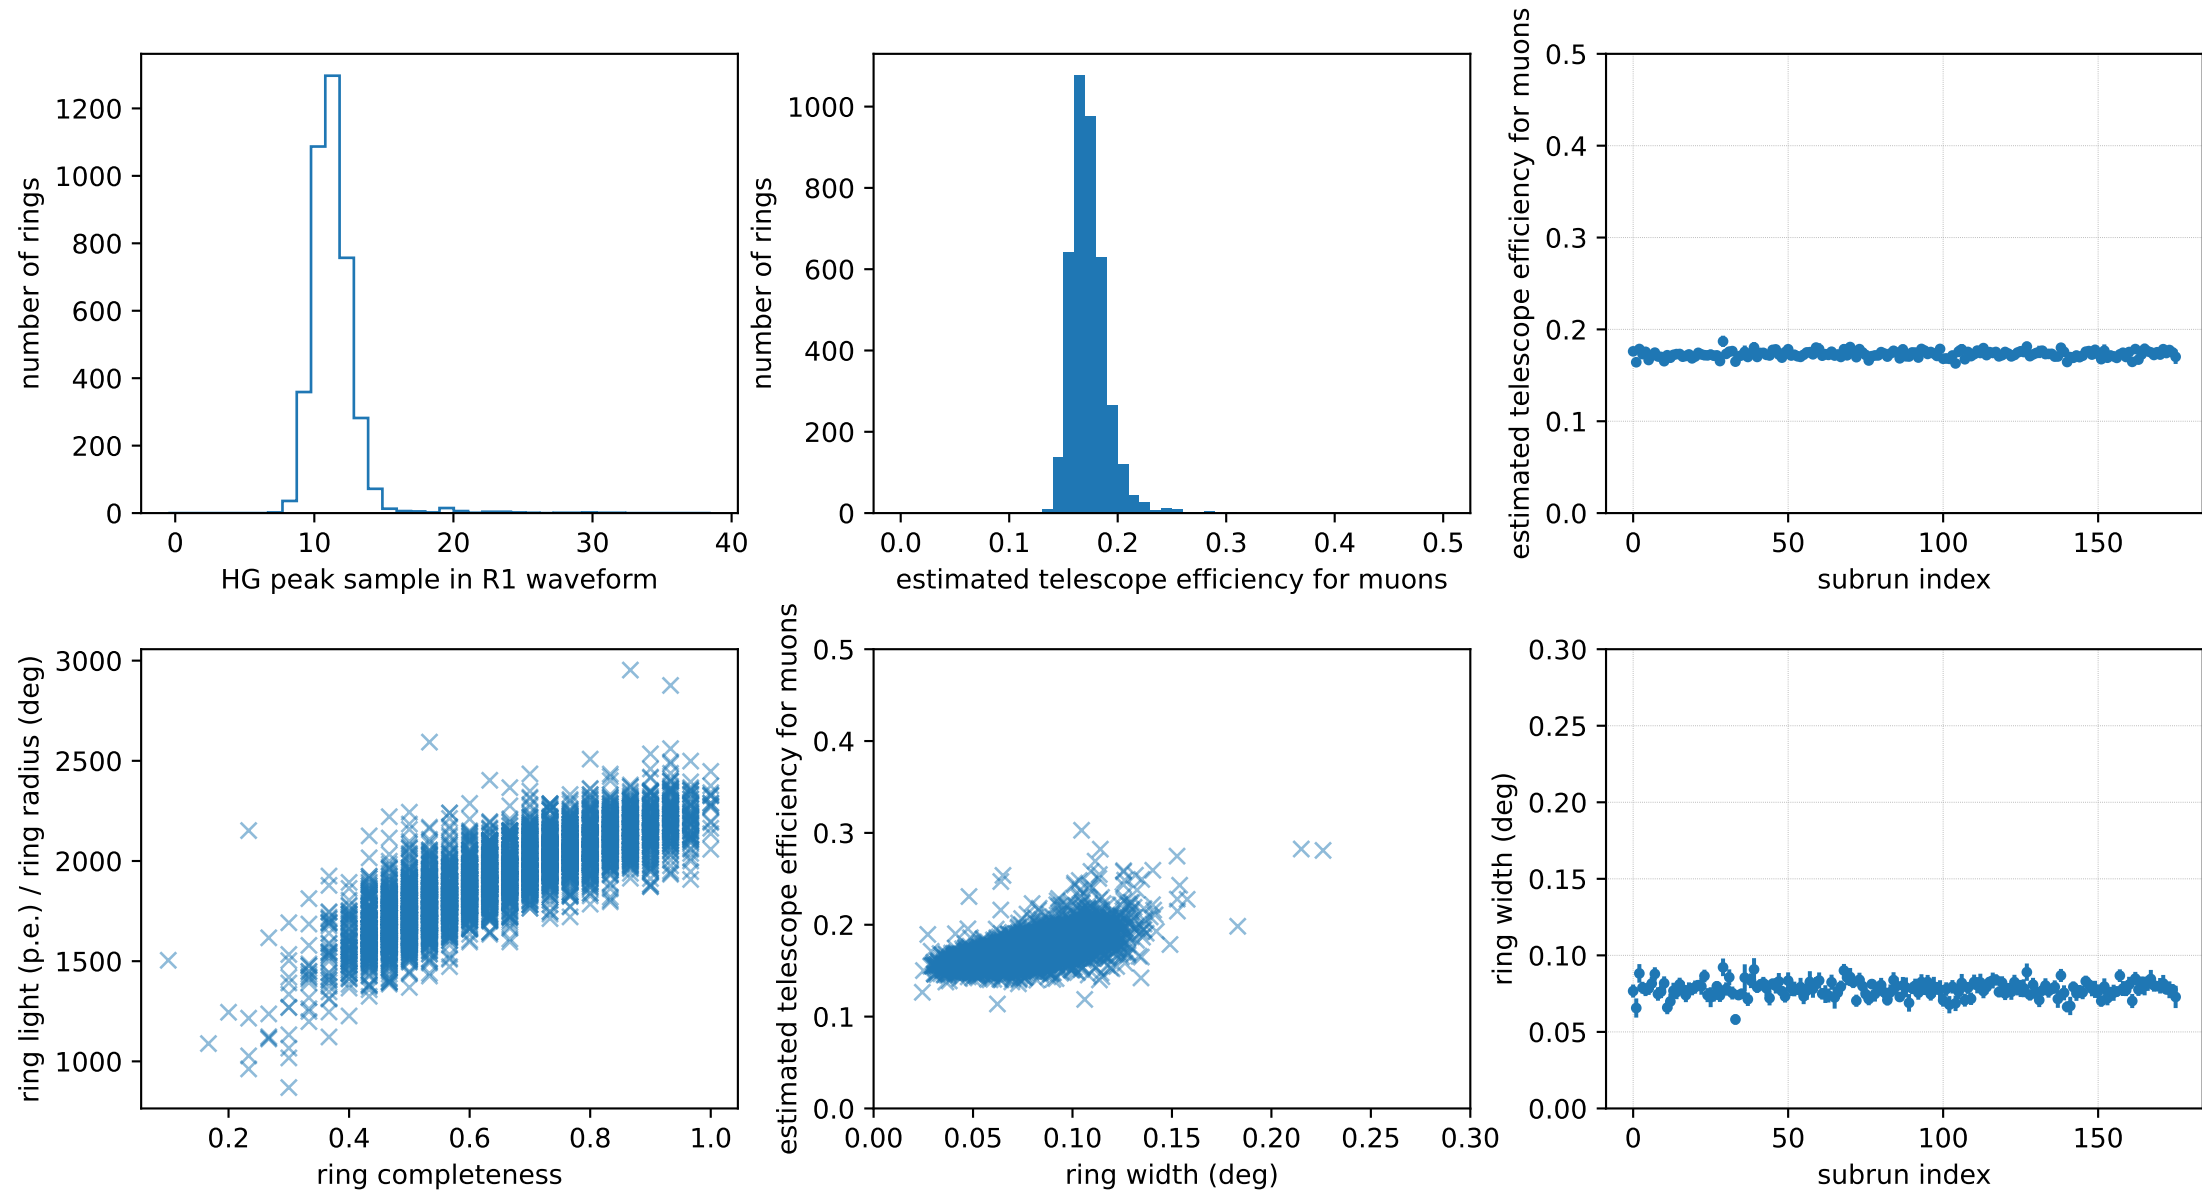 number of rings
1200
1000
800
600
400
200
0
0 10 20 30 40
HG peak sample in R1 waveform
number of rings
1000
800
600
400
200
0
0.0 0.1 0.2 0.3 0.4 0.5
estimated telescope efficiency for muons
estimated telescope efficiency for muons
0.5
0.4
0.3
0.2
0.1
0.0
0 50 100 150
subrun index
ring light (p.e.) / ring radius (deg)
3000
2500
2000
1500
1000
0.2 0.4 0.6 0.8 1.0
ring completeness
estimated telescope efficiency for muons
0.5
0.4
0.3
0.2
0.1
0.0
0.00 0.05 0.10 0.15 0.20 0.25 0.30
ring width (deg)
ring width (deg)
0.30
0.25
0.20
0.15
0.10
0.05
0.00
0 50 100 150
subrun index